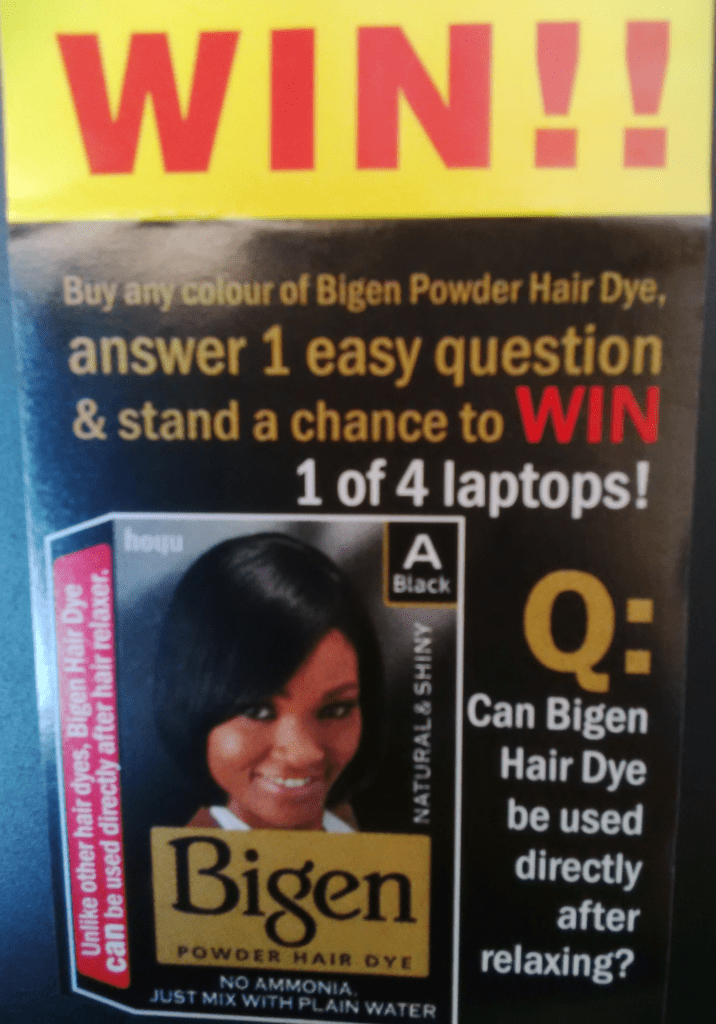 WIN!!
Buy any colour of Bigen Powder Hair Dye,
answer 1 easy question
& stand a chance to WIN
1 of 4 laptops!
hoyu
A
Black
NATURAL & SHINY
Unlike other hair dyes, Bigen Hair Dye
can be used directly after hair relaxer.
Bigen
POWDER HAIR DYE
NO AMMONIA,
JUST MIX WITH PLAIN WATER
Q:
Can Bigen
Hair Dye
be used
directly
after
relaxing?